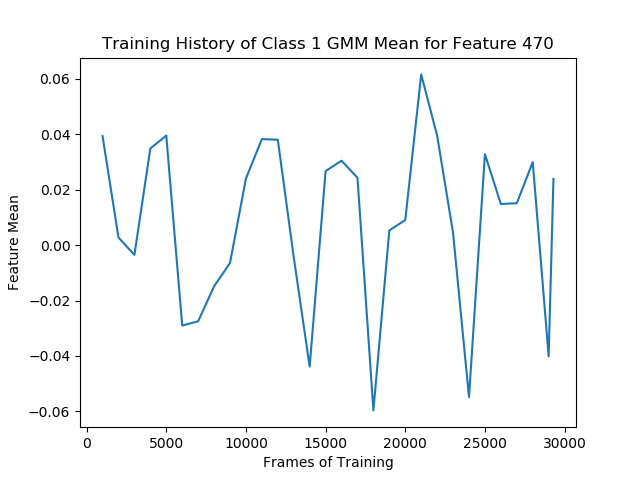 Training History of Class 1 GMM Mean for Feature 470
0.06
0.04
0.02
0.00
−0.02
−0.04
−0.06
Feature Mean
0 5000 10000 15000 20000 25000 30000
Frames of Training